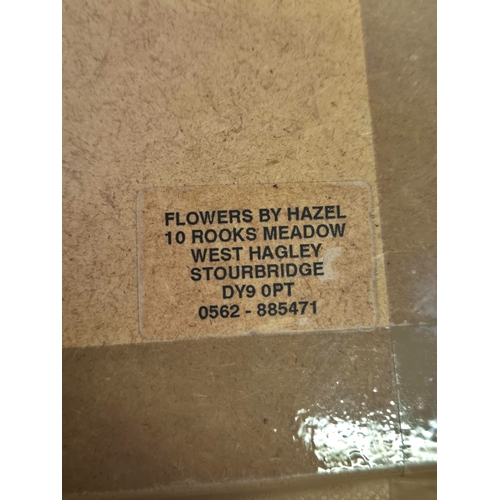 FLOWERS BY HAZEL
10 ROOKS MEADOW
WEST HAGLEY
STOURBRIDGE
DY9 0PT
0562 - 885471